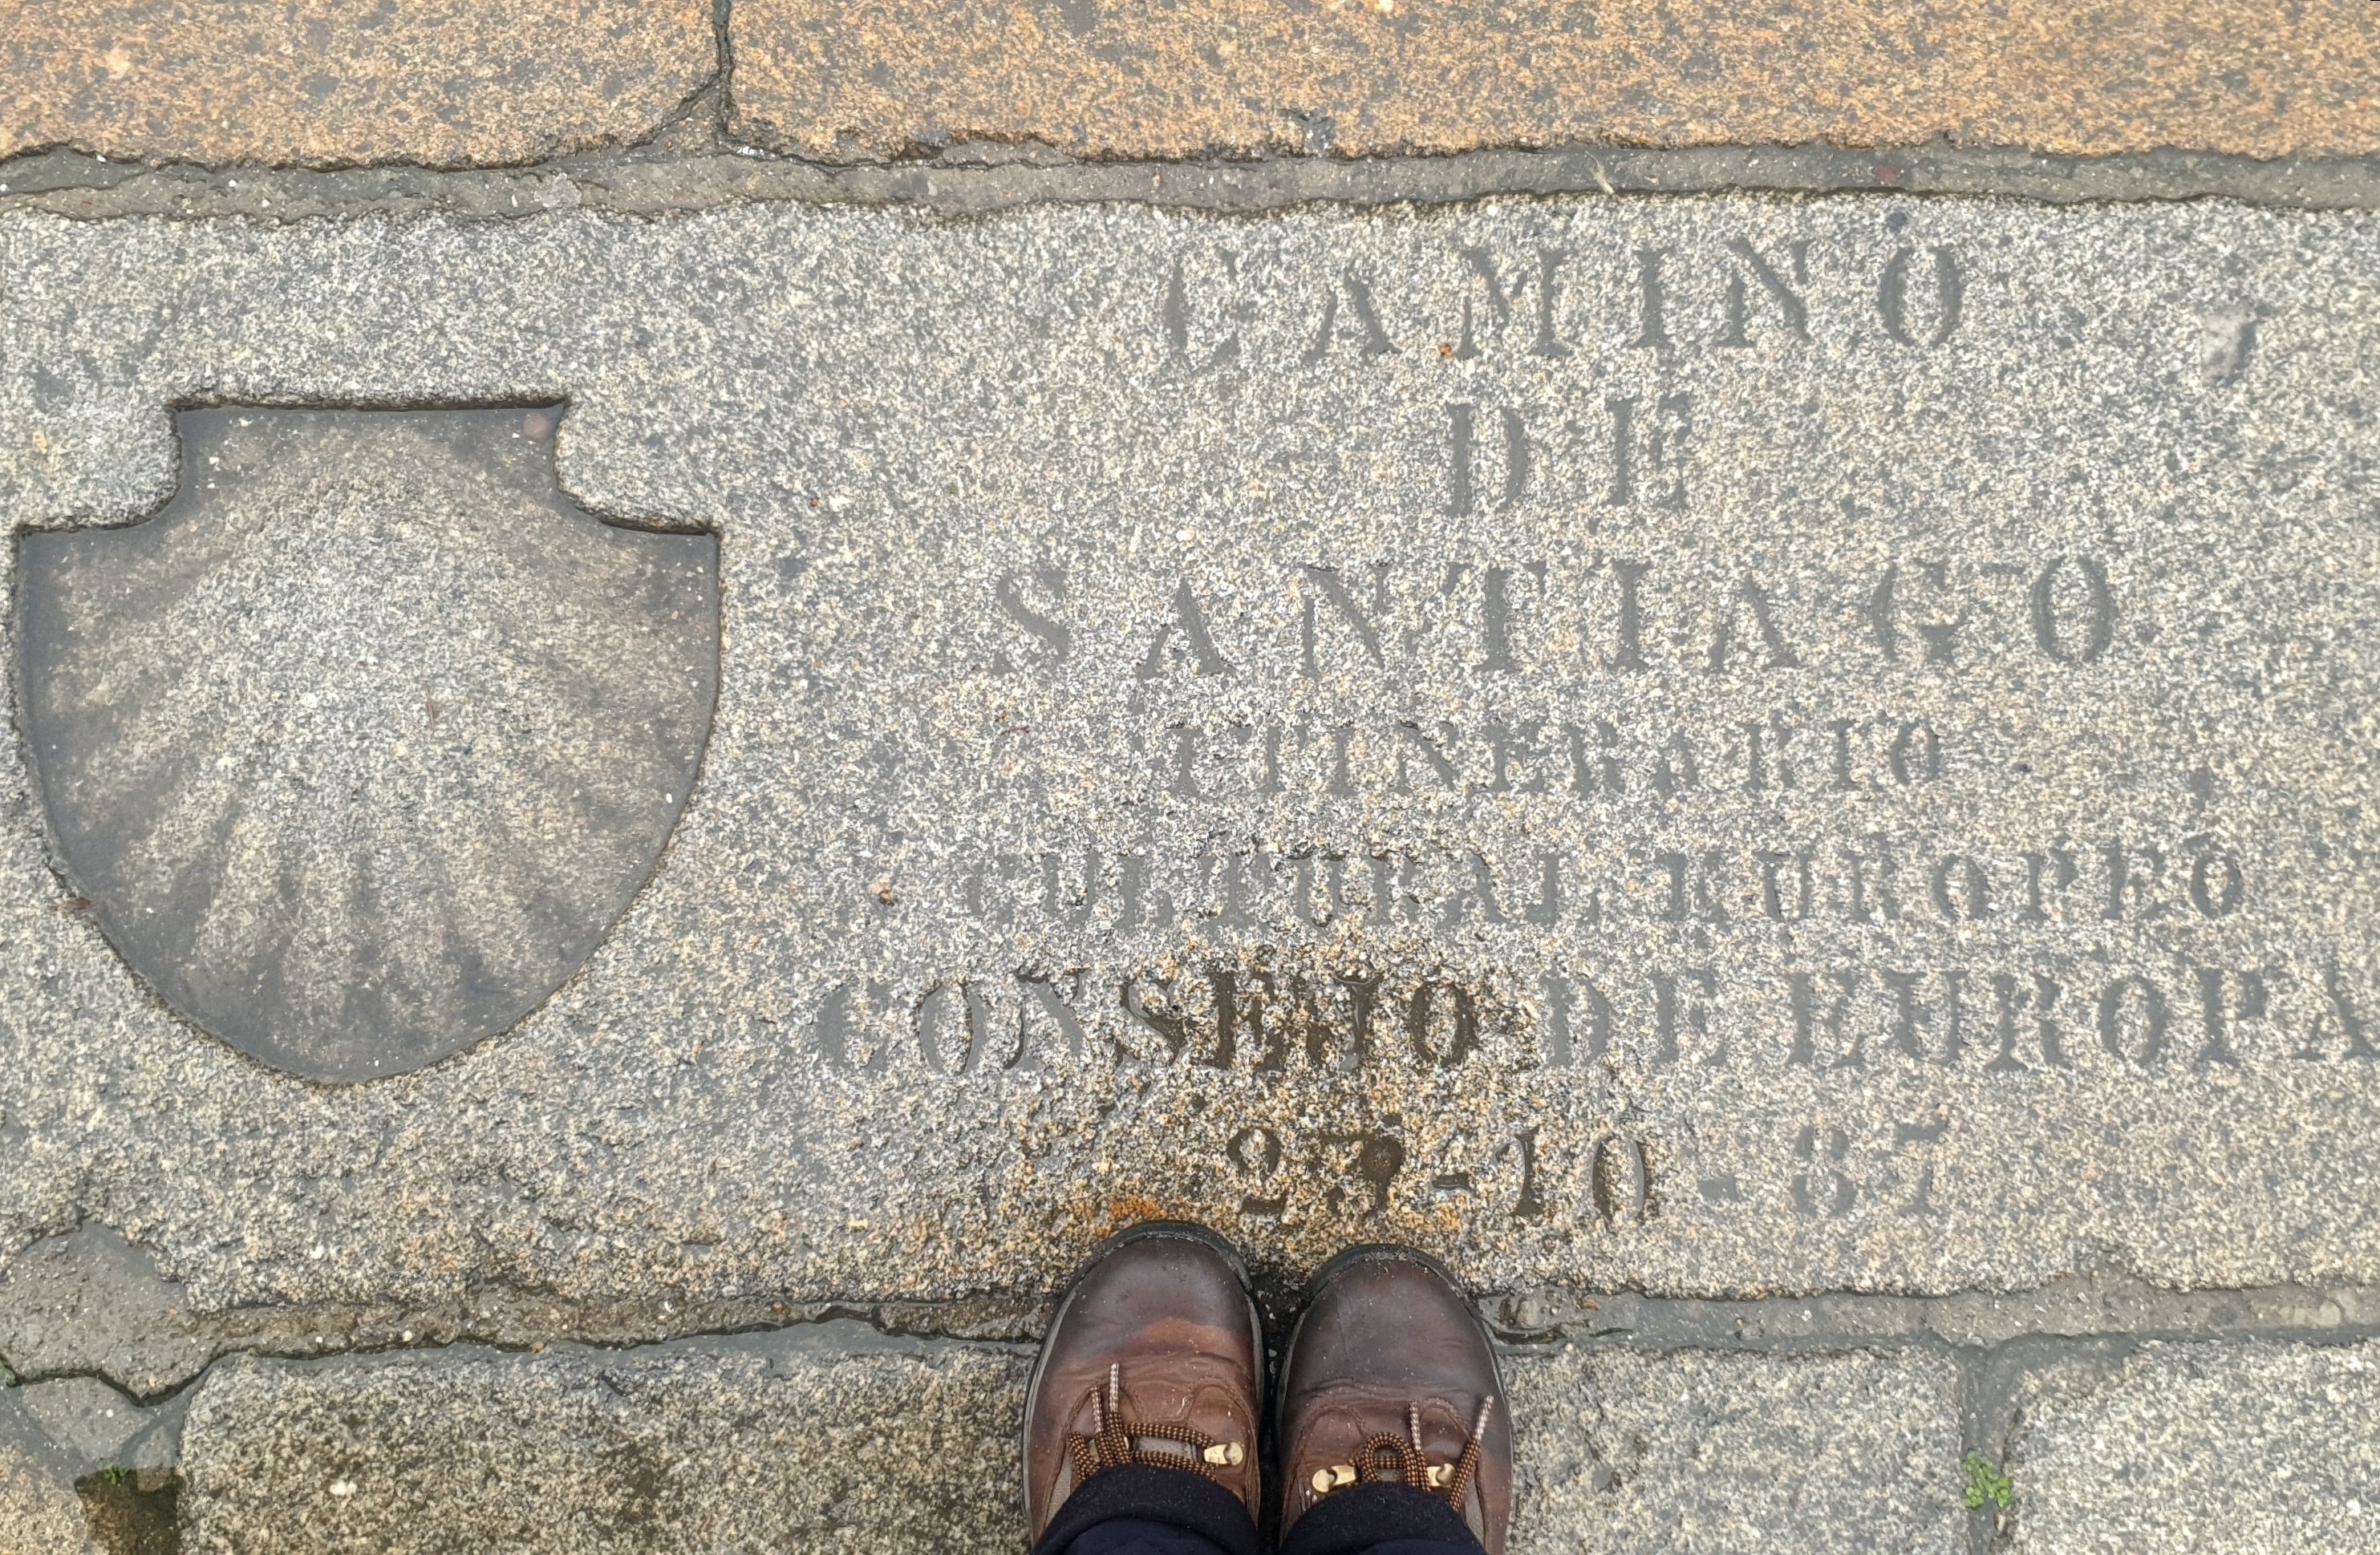 CAMINO
DE
SANTIAGO
ITINERARIO
CULTURAL EUROPEO
CONSEJO DE EUROPA
23-10-87